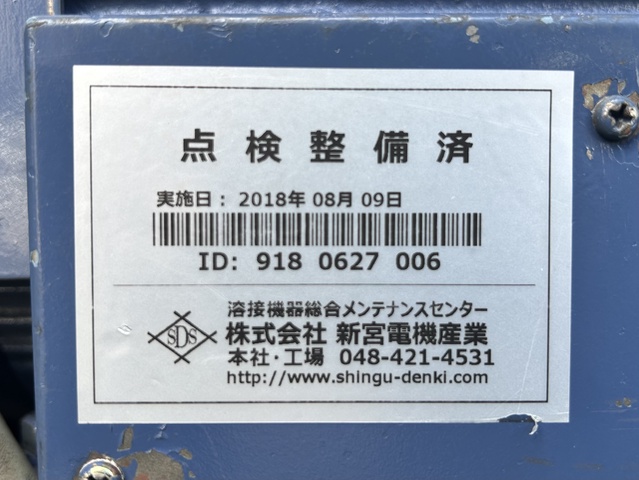 点検整備済
実施日： 2018年 08月 09日
ID: 918 0627 006
溶接機器総合メンテナンスセンター
SDS
株式会社 新宮電機産業
本社・工場 048-421-4531
http://www.shingu-denki.com